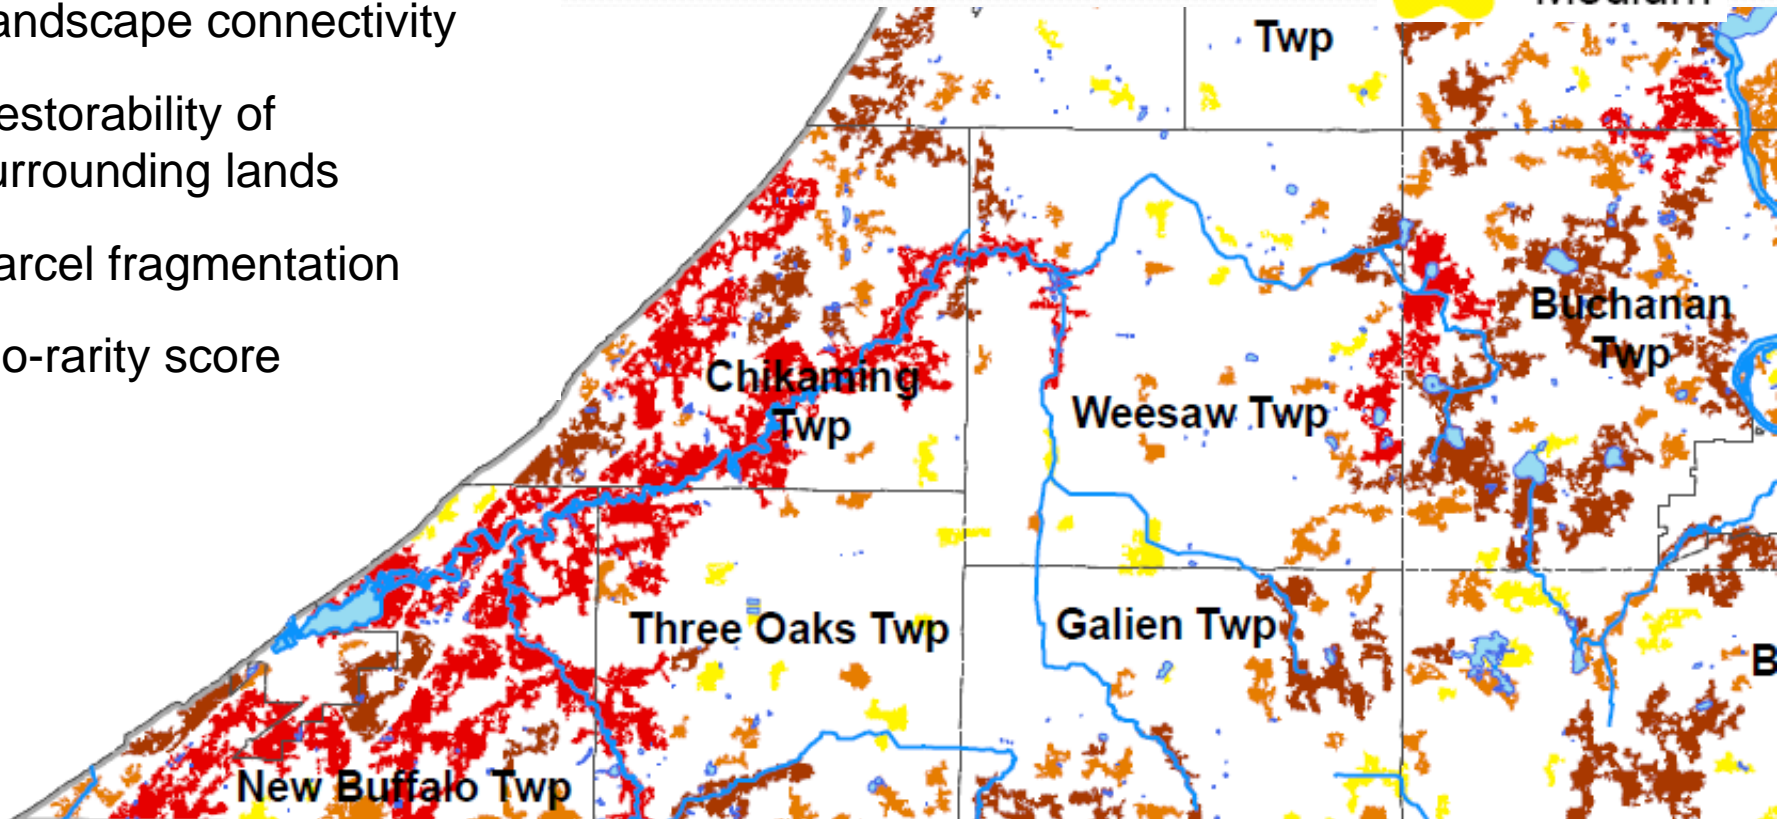 andscape connectivity
estorability of
urrounding lands
arcel fragmentation
o-rarity score
Medium
Twp
Buchanan
Twp
Chikaming
Twp
Weesaw Twp
Three Oaks Twp
Galien Twp
B
New Buffalo Twp